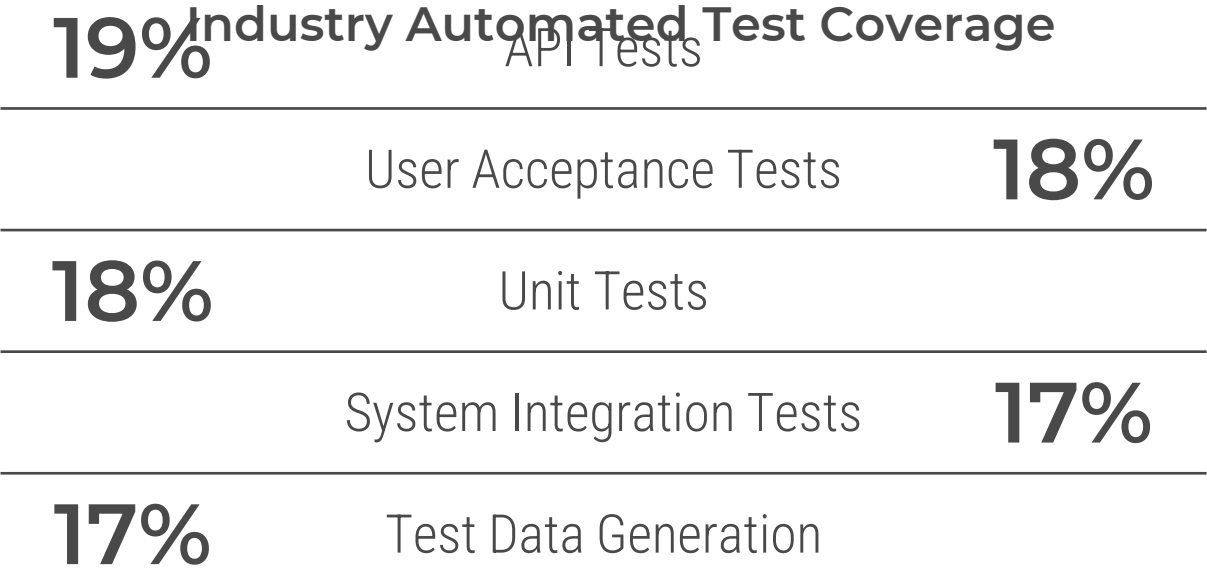 Industry Automated Test Coverage
19% API Tests
User Acceptance Tests 18%
18% Unit Tests
System Integration Tests 17%
17% Test Data Generation